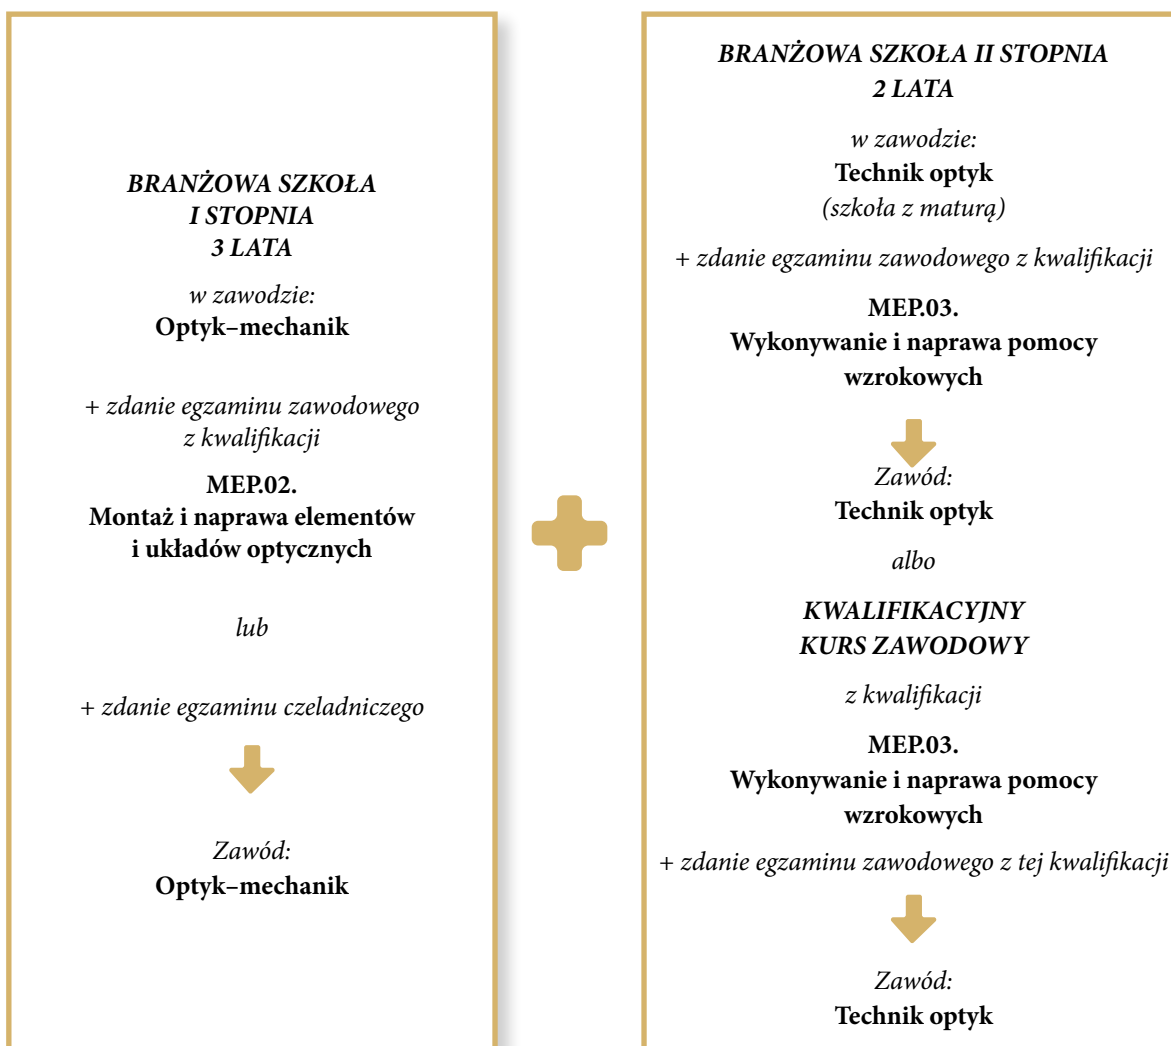 BRANŻOWA SZKOŁA
I STOPNIA
3 LATA
w zawodzie:
Optyk–mechanik
+ zdanie egzaminu zawodowego
z kwalifikacji
MEP.02.
Montaż i naprawa elementów
i układów optycznych
lub
+ zdanie egzaminu czeladniczego
Zawód:
Optyk–mechanik
BRANŻOWA SZKOŁA II STOPNIA
2 LATA
w zawodzie:
Technik optyk
(szkoła z maturą)
+ zdanie egzaminu zawodowego z kwalifikacji
MEP.03.
Wykonywanie i naprawa pomocy
wzrokowych
Zawód:
Technik optyk
albo
KWALIFIKACYJNY
KURS ZAWODOWY
z kwalifikacji
MEP.03.
Wykonywanie i naprawa pomocy
wzrokowych
+ zdanie egzaminu zawodowego z tej kwalifikacji
Zawód:
Technik optyk